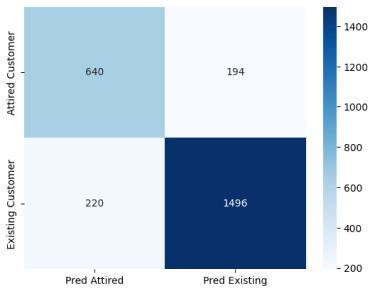 Attired Customer
640
194
Existing Customer
220
1496
Pred Attired
Pred Existing
1400
1200
1000
800
600
400
200